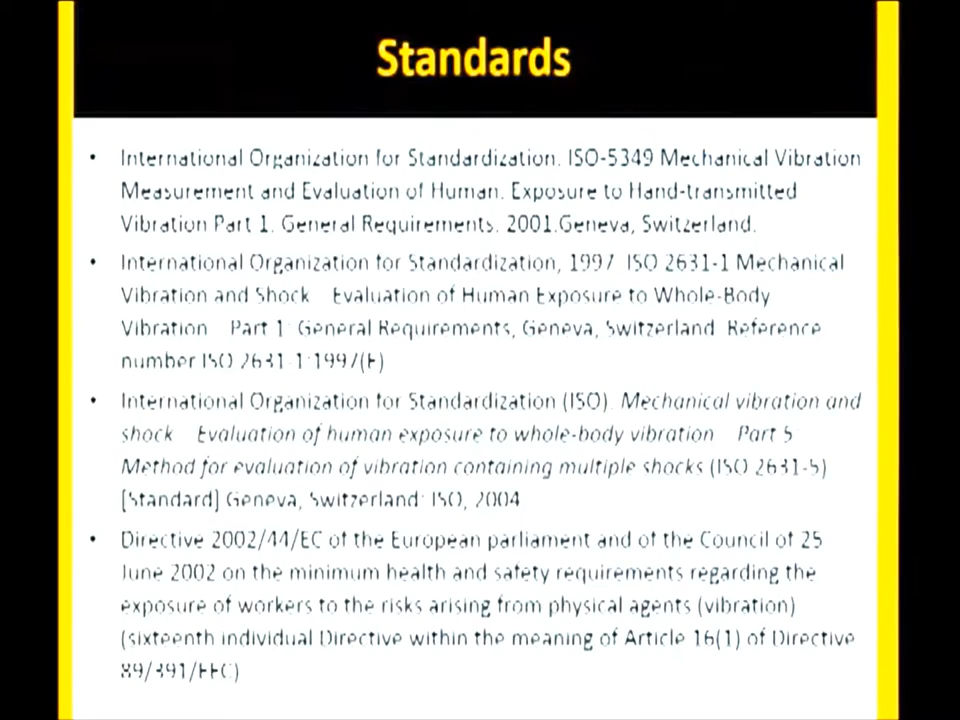 Standards
• International Organization for Standardization. ISO-5349 Mechanical Vibration
Measurement and Evaluation of Human. Exposure to Hand-transmitted
Vibration Part 1. General Requirements. 2001.Geneva, Switzerland.
• International Organization for Standardization, 1997 ISO 2631-1 Mechanical
Vibration and Shock Evaluation of Human Exposure to Whole-Body
Vibration Part 1: General Requirements, Geneva, Switzerland Reference
number ISO 2631-1:1997(E)
• International Organization for Standardization (ISO). Mechanical vibration and
shock Evaluation of human exposure to whole-body vibration Part 5
Method for evaluation of vibration containing multiple shocks (ISO 2631-5)
[Standard] Geneva, Switzerland: ISO, 2004
• Directive 2002/44/EC of the European parliament and of the Council of 25
June 2002 on the minimum health and safety requirements regarding the
exposure of workers to the risks arising from physical agents (vibration)
(sixteenth individual Directive within the meaning of Article 16(1) of Directive
89/391/EEC)